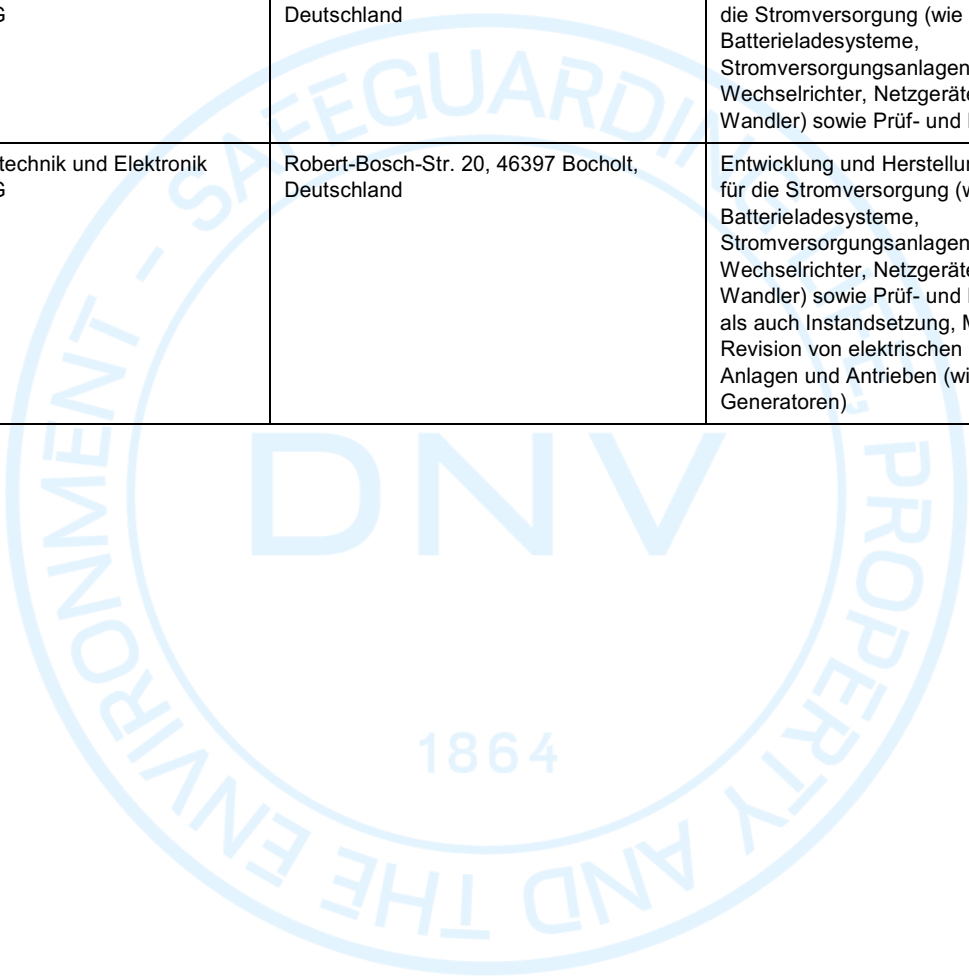 G
Deutschland
die Stromversorgung (wie
Batterieladesysteme,
Stromversorgungsanlagen
Wechselrichter, Netzgeräte
Wandler) sowie Prüf- und
technik und Elektronik
G
Robert-Bosch-Str. 20, 46397 Bocholt,
Deutschland
Entwicklung und Herstellu
für die Stromversorgung (w
Batterieladesysteme,
Stromversorgungsanlagen
Wechselrichter, Netzgeräte
Wandler) sowie Prüf- und
als auch Instandsetzung, M
Revision von elektrischen
Anlagen und Antrieben (wi
Generatoren)
SAFEGUARDING LIFE, PROPERTY AND THE ENVIRONMENT -
DNV
1864